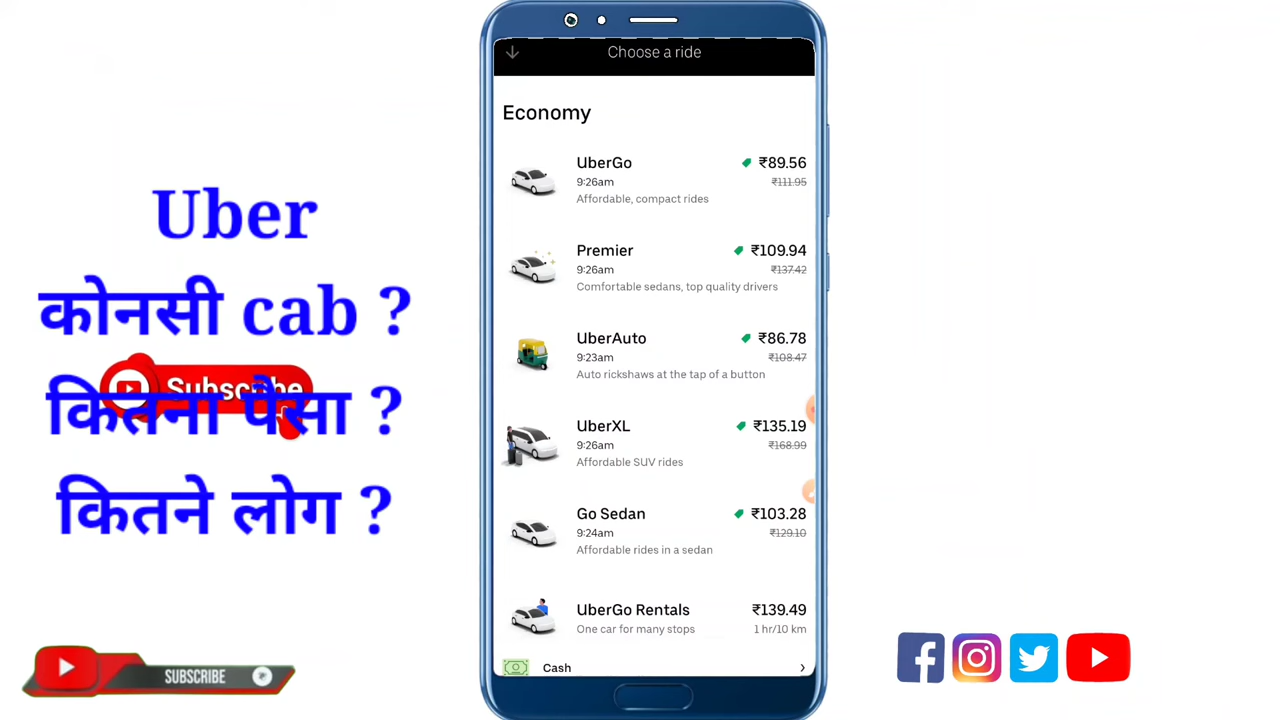 Uber
कोनसी cab ?
Subscribe
कितना पैसा ?
कितने लोग ?
SUBSCRIBE
Choose a ride
Economy
UberGo
₹89.56
9:26am
₹111.95
Affordable, compact rides
Premier
₹109.94
9:26am
₹137.42
Comfortable sedans, top quality drivers
UberAuto
₹86.78
9:23am
₹108.47
Auto rickshaws at the tap of a button
UberXL
₹135.19
9:26am
₹168.99
Affordable SUV rides
Go Sedan
₹103.28
9:24am
₹129.10
Affordable rides in a sedan
UberGo Rentals
₹139.49
One car for many stops
1 hr/10 km
Cash